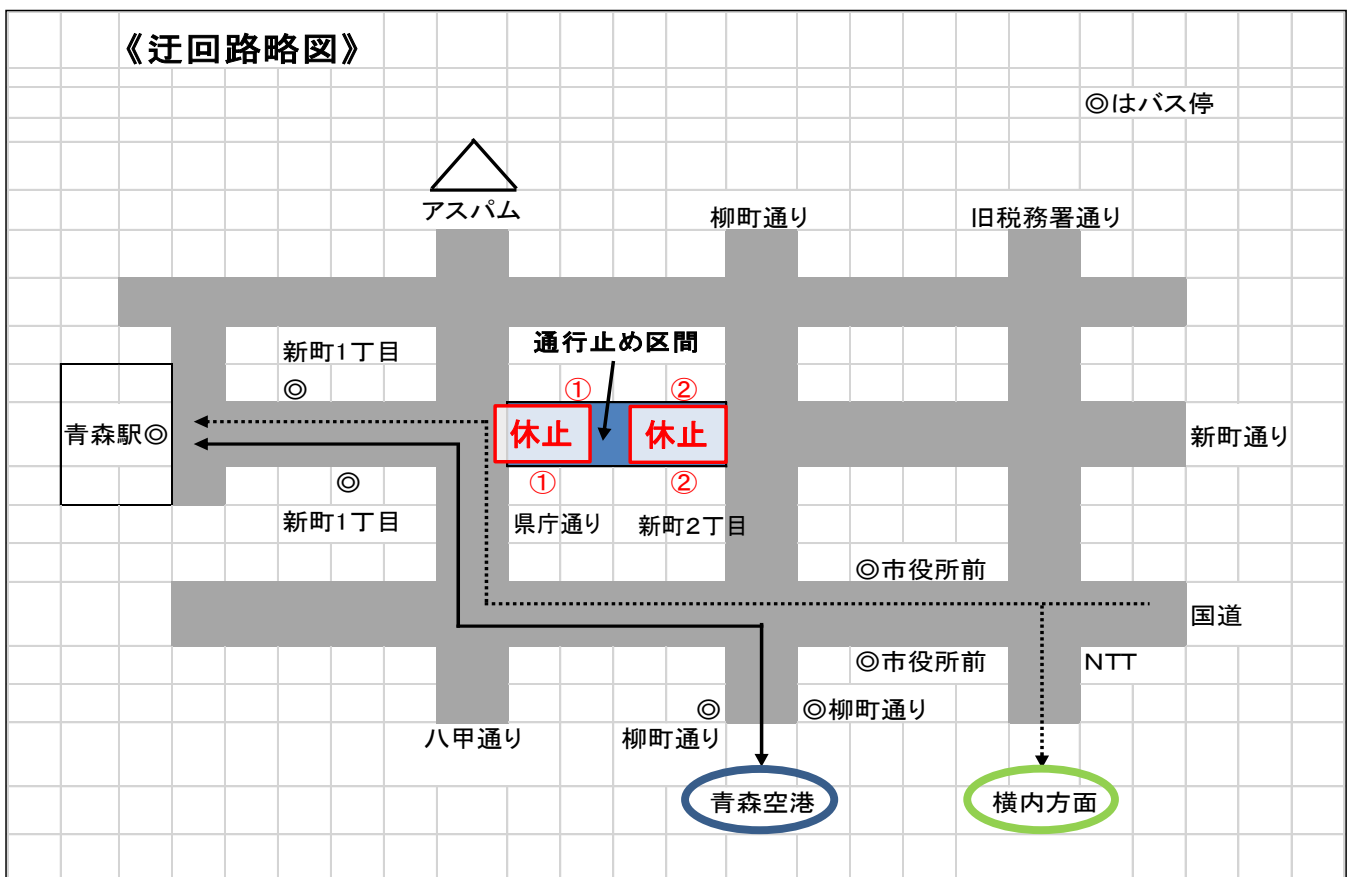 《迂回路略図》
◎はバス停
アスパム
柳町通り
旧税務署通り
通行止め区間
新町1丁目
◎
①
②
青森駅◎
休止
休止
新町通り
◎
①
②
新町1丁目
県庁通り
新町2丁目
◎市役所前
国道
◎市役所前
NTT
◎
◎柳町通り
八甲通り
柳町通り
青森空港
横内方面